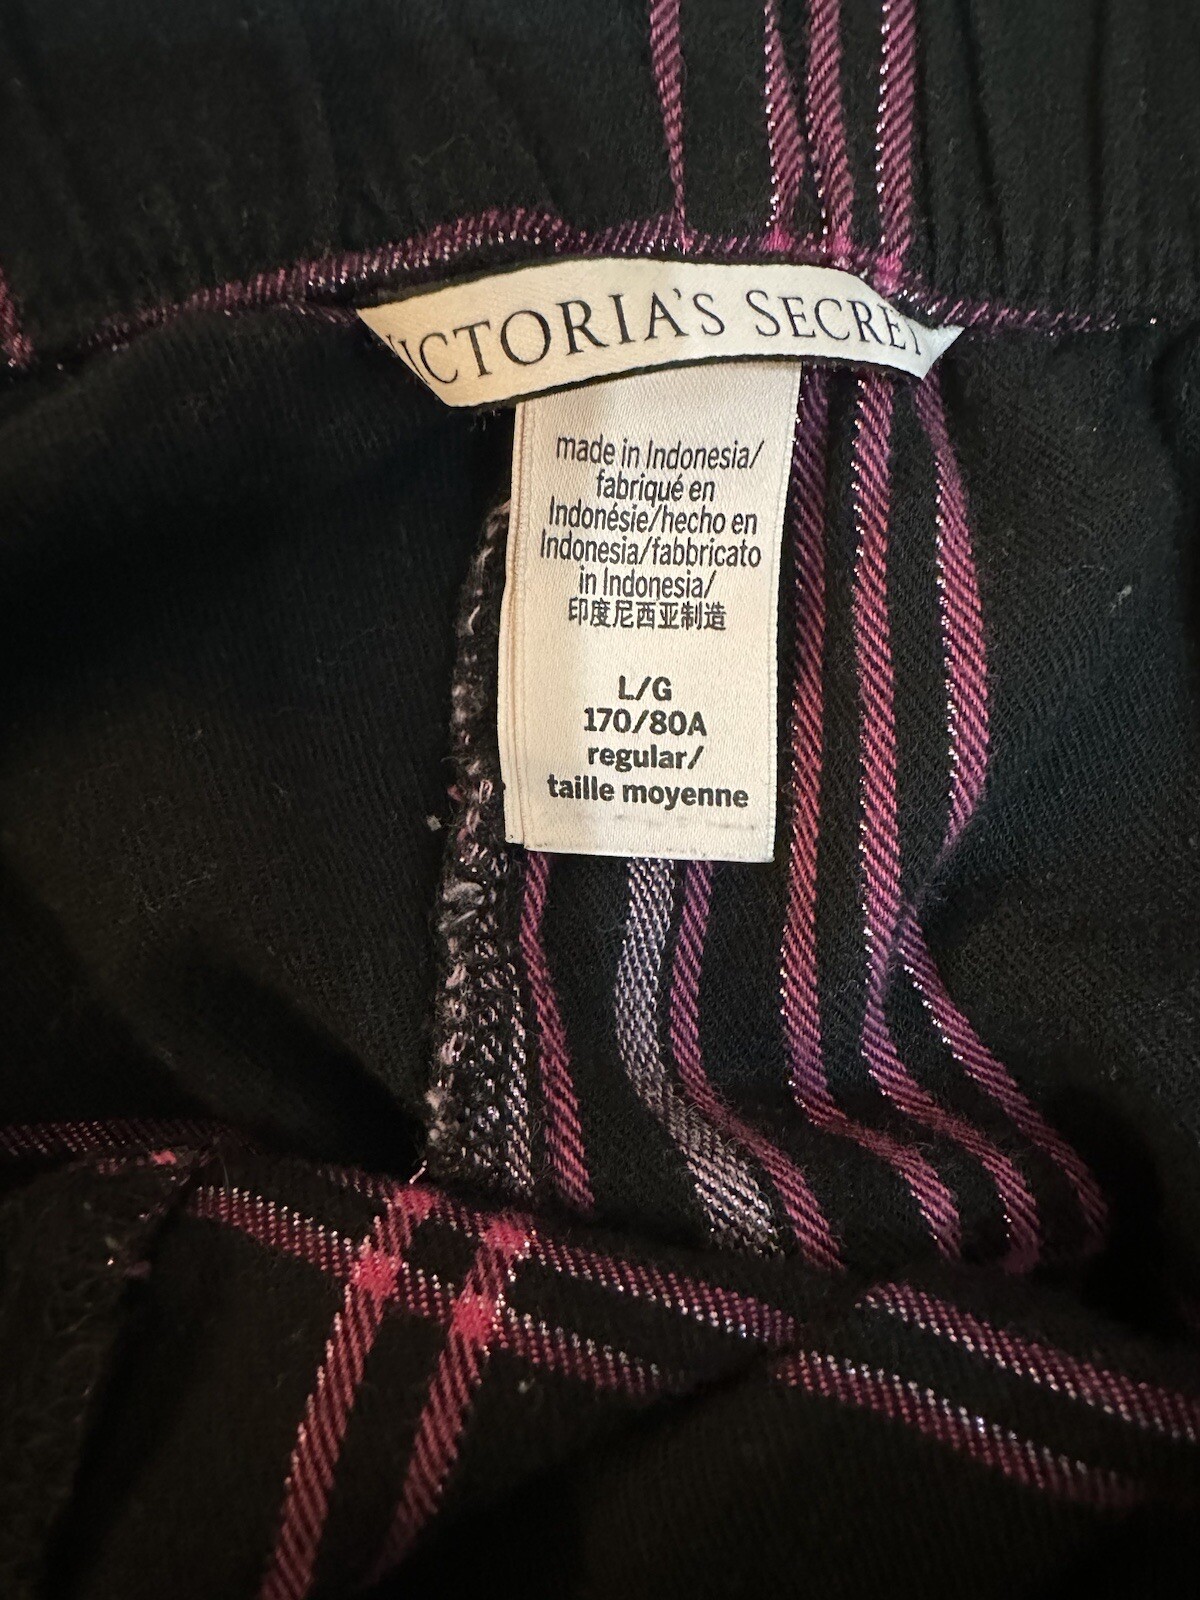 VICTORIA'S SECRET
made in Indonesia/
fabriqué en
Indonésie/hecho en
Indonesia/fabbricato
in Indonesia/
印度尼西亚制造
L/G
170/80A
regular/
taille moyenne